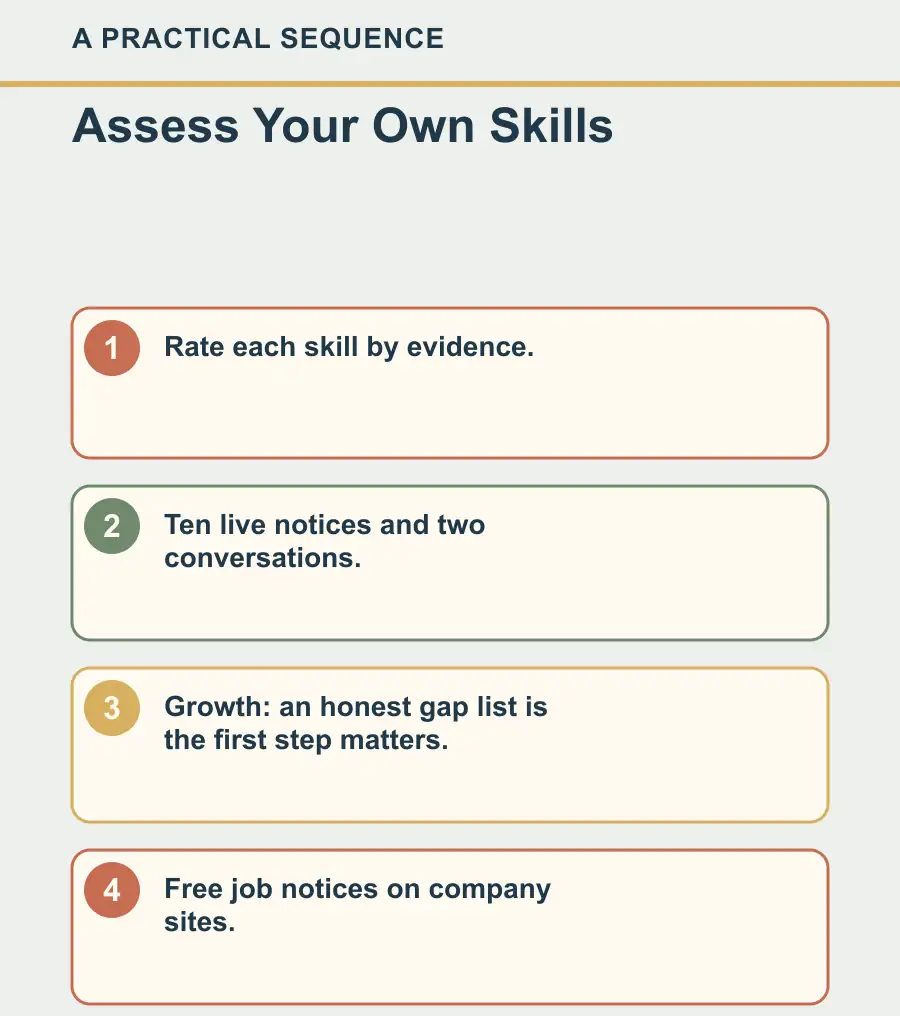 A PRACTICAL SEQUENCE
Assess Your Own Skills
1
Rate each skill by evidence.
2
Ten live notices and two
conversations.
3
Growth: an honest gap list is
the first step matters.
4
Free job notices on company
sites.